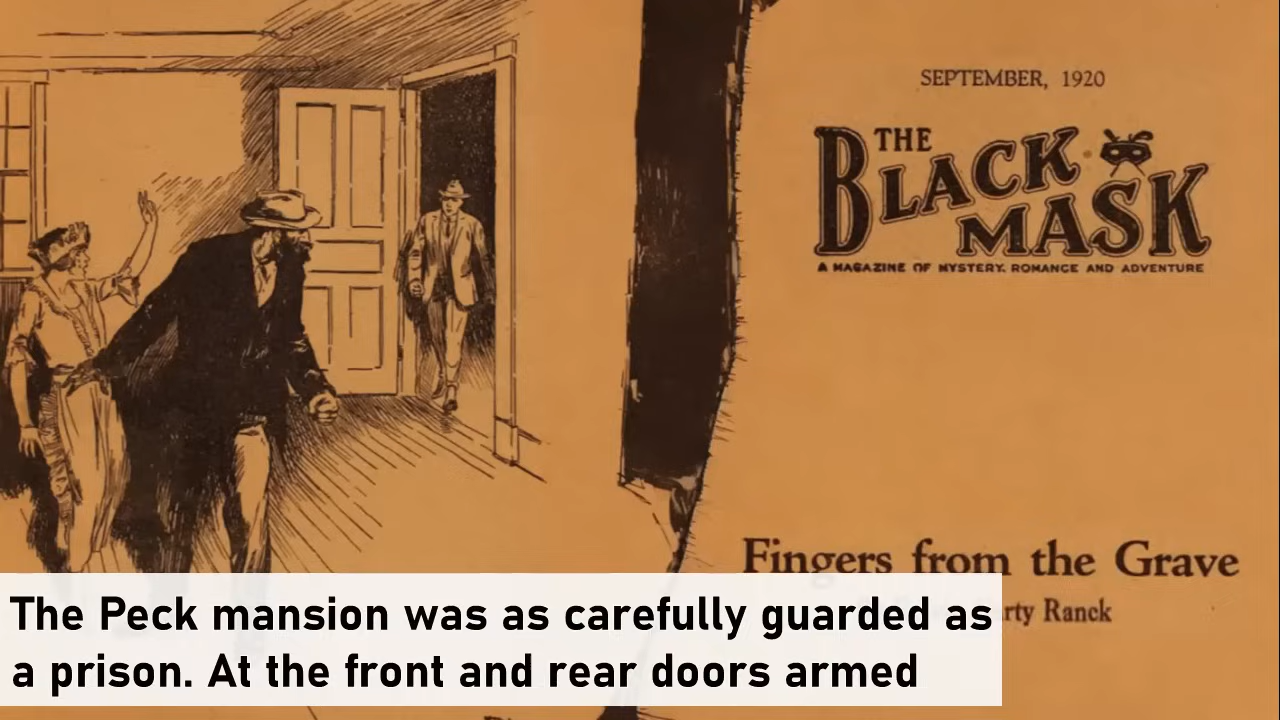 SEPTEMBER, 1920
THE
BLACK
MASK
A MAGAZINE OF MYSTERY, ROMANCE AND ADVENTURE
Fingers from the Grave
Ranck
The Peck mansion was as carefully guarded as
a prison. At the front and rear doors armed